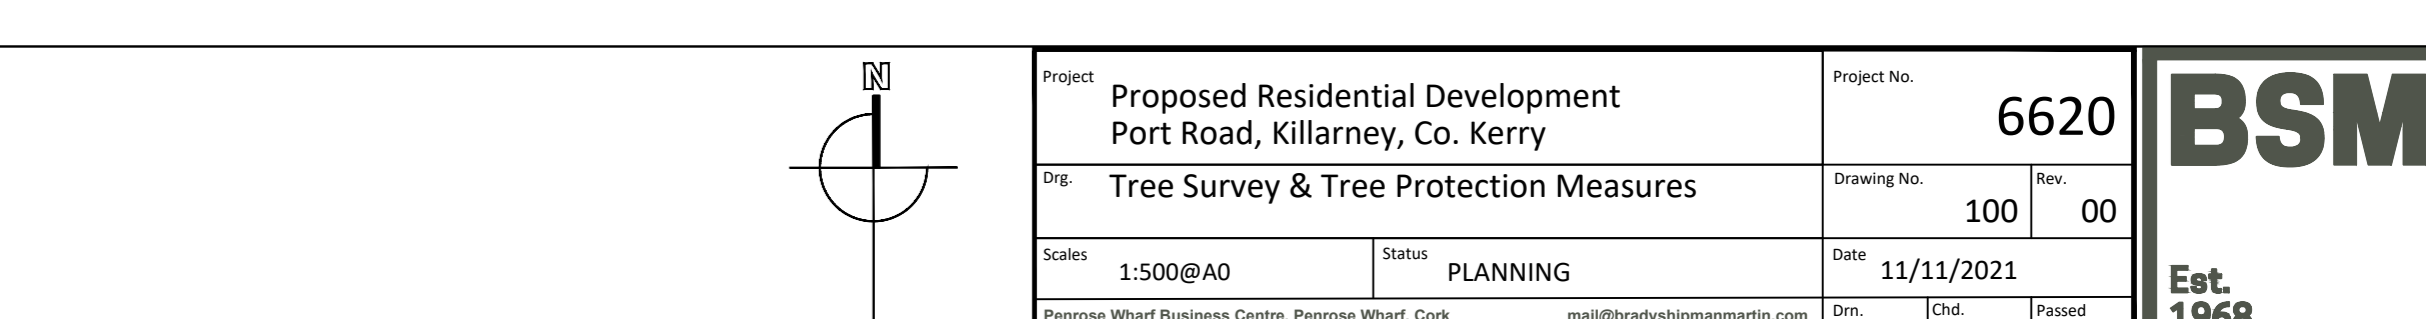 N
Project
Proposed Residential Development
Port Road, Killarney, Co. Kerry
Project No.
6620
Drg.
Tree Survey & Tree Protection Measures
Drawing No.
100
Rev.
00
Scales
1:500@A0
Status
PLANNING
Date
11/11/2021
Penrose Wharf Business Centre, Penrose Wharf, Cork
mail@bradyshipmanmartin.com
Drn.
Chd.
Passed
BSM
Est.
1968